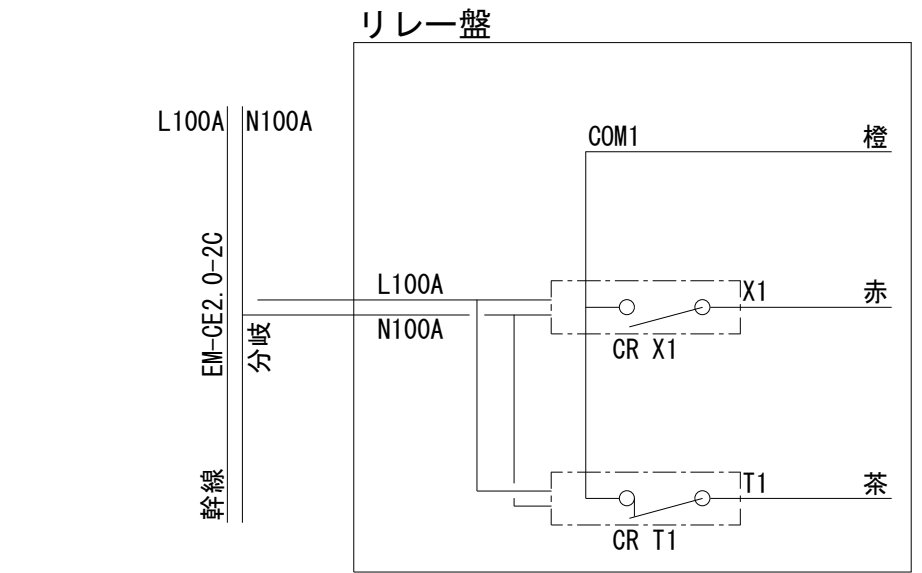 リレー盤
L100A
N100A
COM1
橙
EM-CE2.0-2C
分岐
幹線
L100A
N100A
X1
赤
CR X1
T1
茶
CR T1